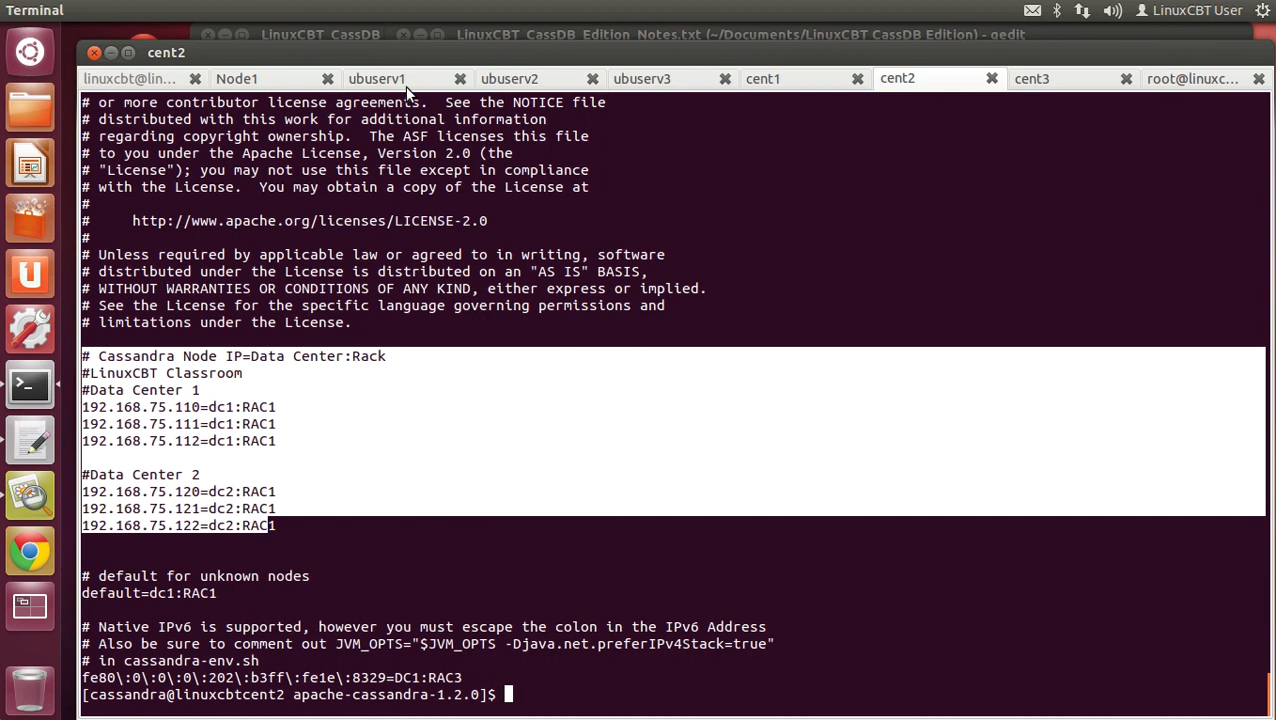 Terminal
LinuxCBT User
LinuxCBT_CassDB
LinuxCBT_CassDB_Edition_Notes.txt (~/Documents/LinuxCBT CassDB Edition) - gedit
cent2
linuxcbt@lin...
Node1
ubuserv1
ubuserv2
ubuserv3
cent1
cent2
cent3
root@linuxc...
# or more contributor license agreements.  See the NOTICE file
# distributed with this work for additional information
# regarding copyright ownership.  The ASF licenses this file
# to you under the Apache License, Version 2.0 (the
# "License"); you may not use this file except in compliance
# with the License.  You may obtain a copy of the License at
#
#     http://www.apache.org/licenses/LICENSE-2.0
#
# Unless required by applicable law or agreed to in writing, software
# distributed under the License is distributed on an "AS IS" BASIS,
# WITHOUT WARRANTIES OR CONDITIONS OF ANY KIND, either express or implied.
# See the License for the specific language governing permissions and
# limitations under the License.
# Cassandra Node IP=Data Center:Rack
#LinuxCBT Classroom
#Data Center 1
192.168.75.110=dc1:RAC1
192.168.75.111=dc1:RAC1
192.168.75.112=dc1:RAC1
#Data Center 2
192.168.75.120=dc2:RAC1
192.168.75.121=dc2:RAC1
192.168.75.122=dc2:RAC1
# default for unknown nodes
default=dc1:RAC1
# Native IPv6 is supported, however you must escape the colon in the IPv6 Address
# Also be sure to comment out JVM_OPTS="$JVM_OPTS -Djava.net.preferIPv4Stack=true"
# in cassandra-env.sh
fe80\:0\:0\:0\:202\:b3ff\:fe1e\:8329=DC1:RAC3
[cassandra@linuxcbtcent2 apache-cassandra-1.2.0]$